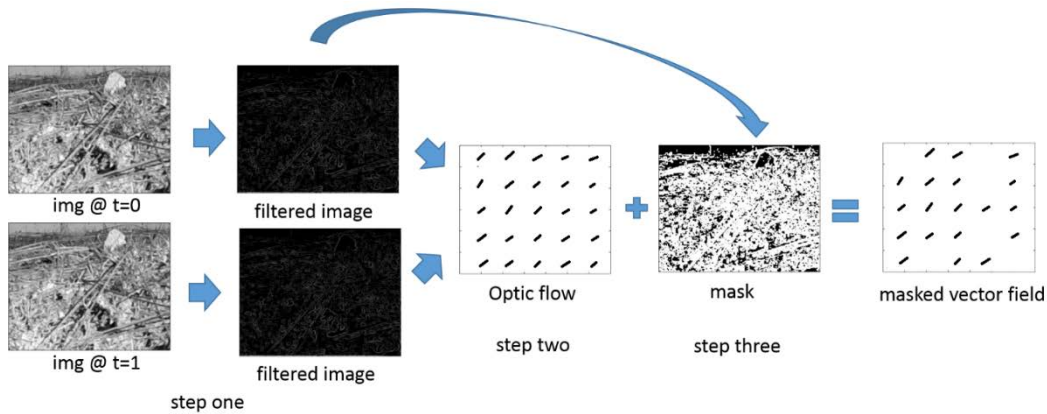 img @ t=0
filtered image
img @ t=1
filtered image
step one
Optic flow
step two
mask
step three
masked vector field